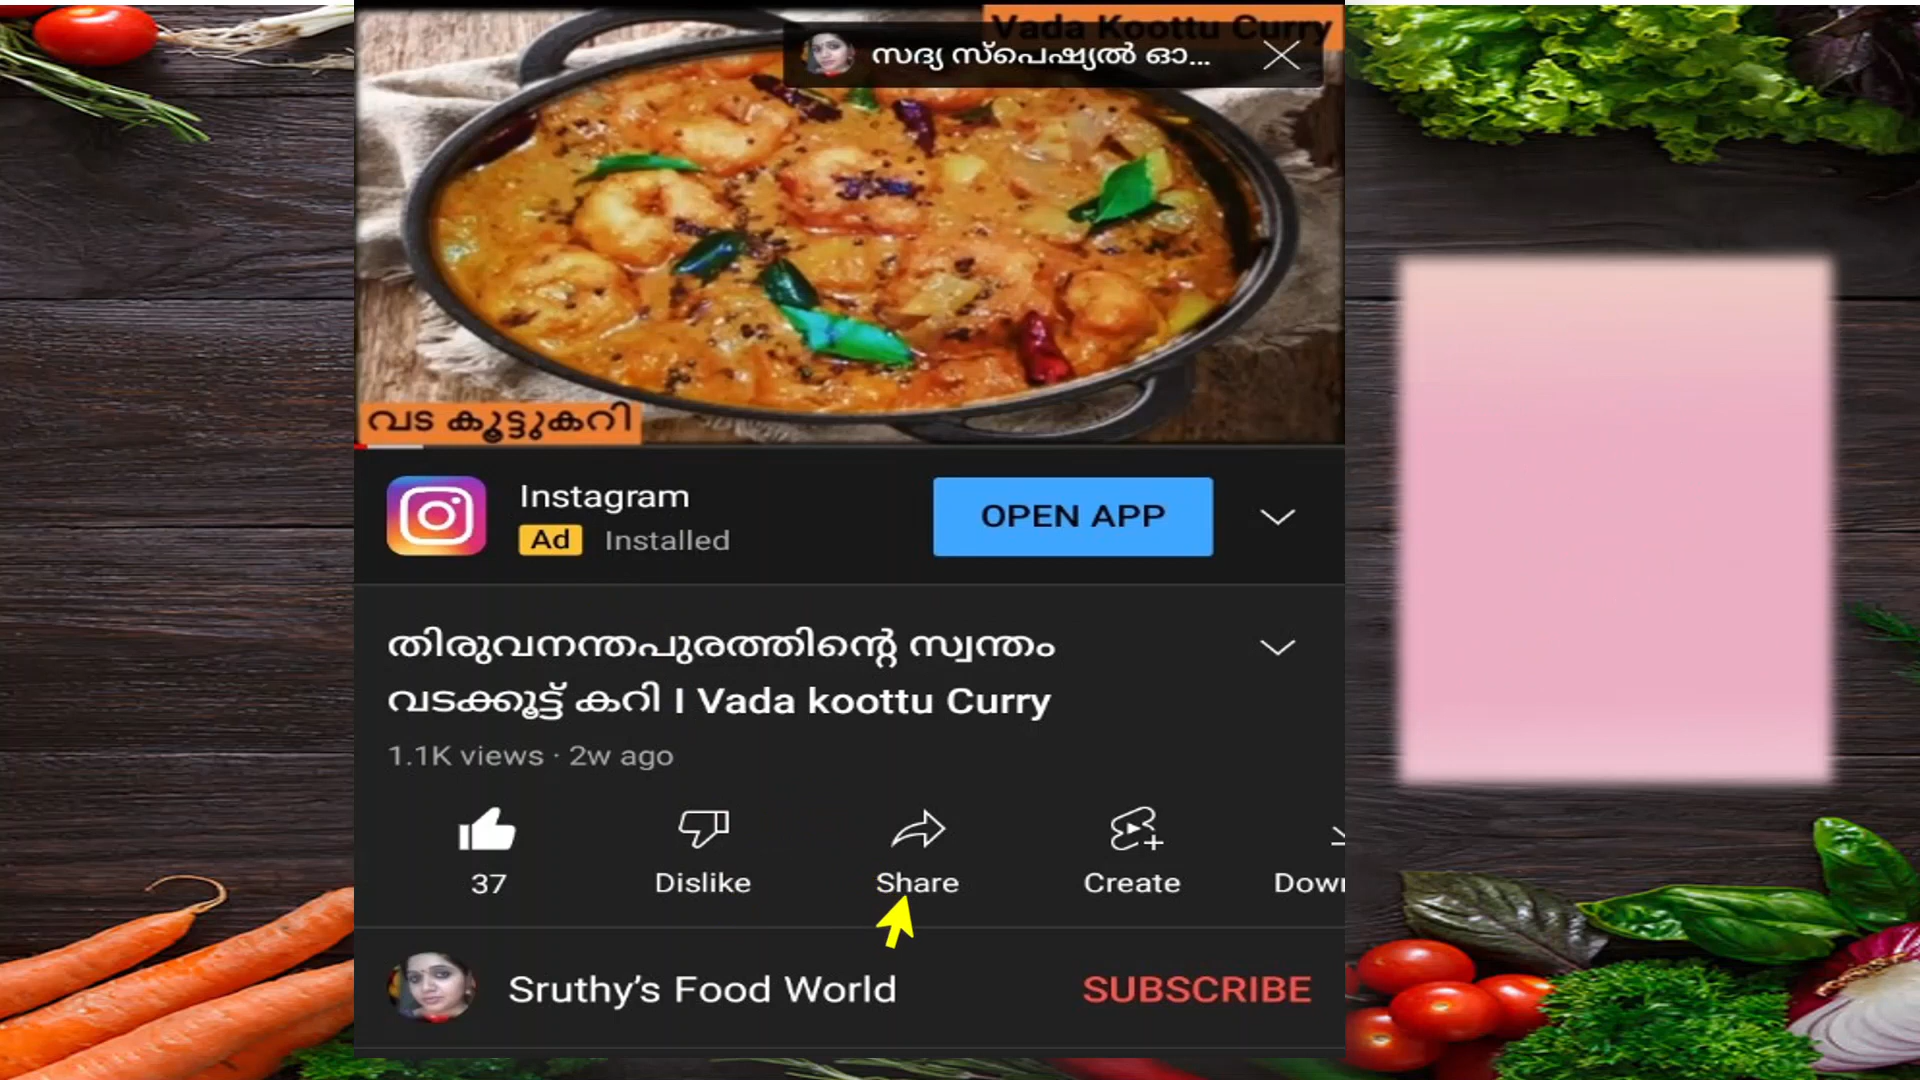 Vada Koottu Curry
സദ്യ സ്പെഷ്യൽ ഓ...
വട കൂട്ടുകറി
Instagram
OPEN APP
Ad Installed
തിരുവനന്തപുരത്തിന്റെ സ്വന്തം
വടക്കൂട്ട് കറി I Vada koottu Curry
1.1K views · 2w ago
37 Dislike Share Create Down
Sruthy's Food World SUBSCRIBE